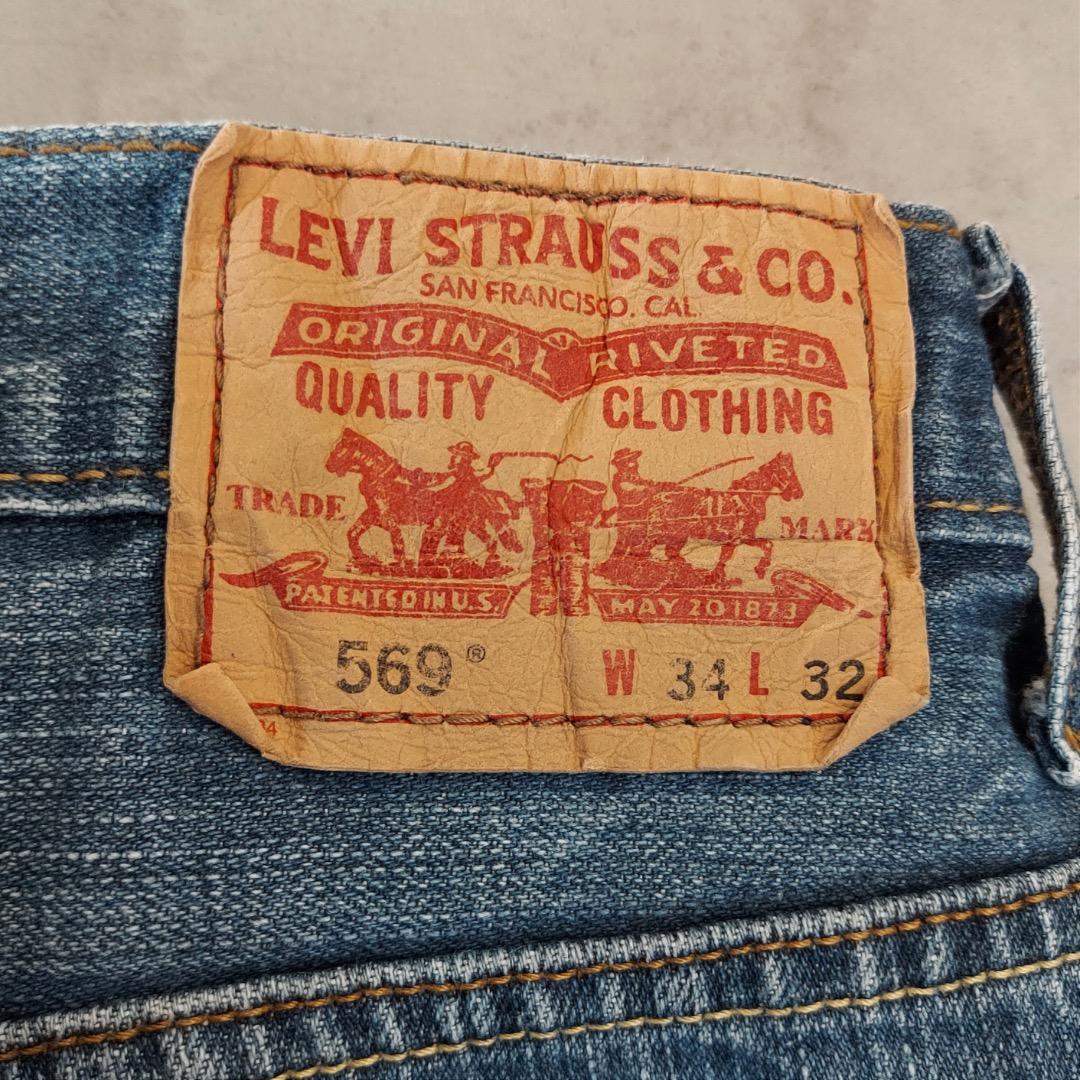 LEVI STRAUSS & CO.
SAN FRANCISCO, CAL.
ORIGINAL RIVETED
QUALITY CLOTHING
TRADE MARK
PATENTED IN U.S. MAY 20 1873
569® W 34 L 32